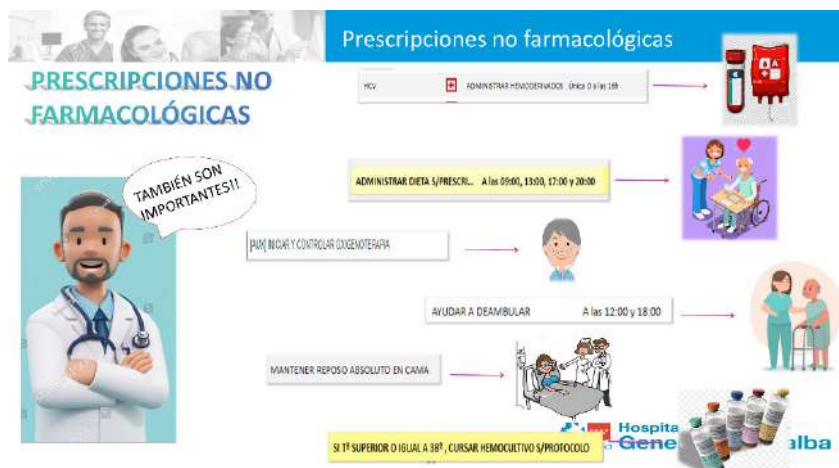 Prescripciones no farmacológicas
PRESCRIPCIONES NO
FARMACOLÓGICAS
HCV ADMINISTRAR HEMODERIVADOS Única D a las 16h
TAMBIÉN SON
IMPORTANTES!!
ADMINISTRAR DIETA S/PRESCRI... A las 09:00, 13:00, 17:00 y 20:00
[AUX] INICIAR Y CONTROLAR OXIGENOTERAPIA
AYUDAR A DEAMBULAR A las 12:00 y 18:00
MANTENER REPOSO ABSOLUTO EN CAMA
Hospita
Gene alba
SI Tª SUPERIOR O IGUAL A 38º, CURSAR HEMOCULTIVO S/PROTOCOLO